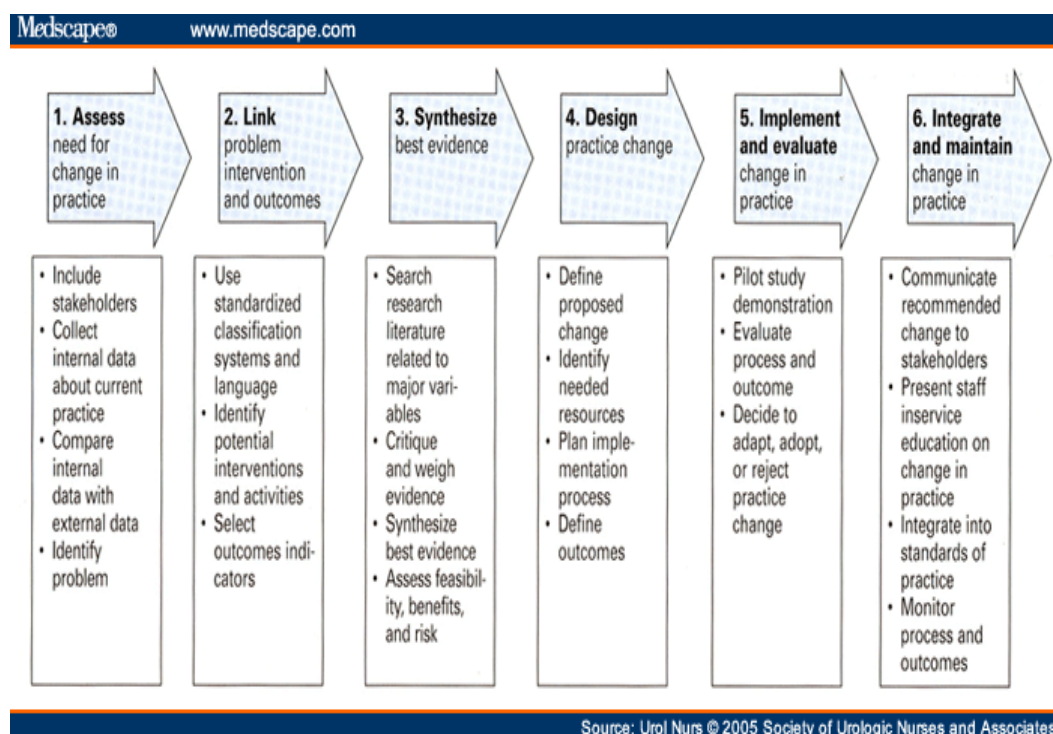 Medscape® www.medscape.com
1. Assess
need for
change in
practice
2. Link
problem
intervention
and outcomes
3. Synthesize
best evidence
4. Design
practice change
5. Implement
and evaluate
change in
practice
6. Integrate
and maintain
change in
practice
• Include
stakeholders
• Collect
internal data
about current
practice
• Compare
internal
data with
external data
• Identify
problem
• Use
standardized
classification
systems and
language
• Identify
potential
interventions
and activities
• Select
outcomes indi-
cators
• Search
research
literature
related to
major vari-
ables
• Critique
and weigh
evidence
• Synthesize
best evidence
• Assess feasibil-
ity, benefits,
and risk
• Define
proposed
change
• Identify
needed
resources
• Plan imple-
mentation
process
• Define
outcomes
• Pilot study
demonstration
• Evaluate
process and
outcome
• Decide to
adapt, adopt,
or reject
practice
change
• Communicate
recommended
change to
stakeholders
• Present staff
inservice
education on
change in
practice
• Integrate into
standards of
practice
• Monitor
process and
outcomes
Source: Urol Nurs © 2005 Society of Urologic Nurses and Associates